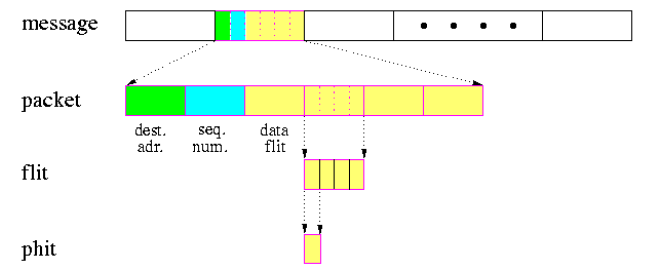 message
packet
dest. seq. data
adr. num. flit
flit
phit